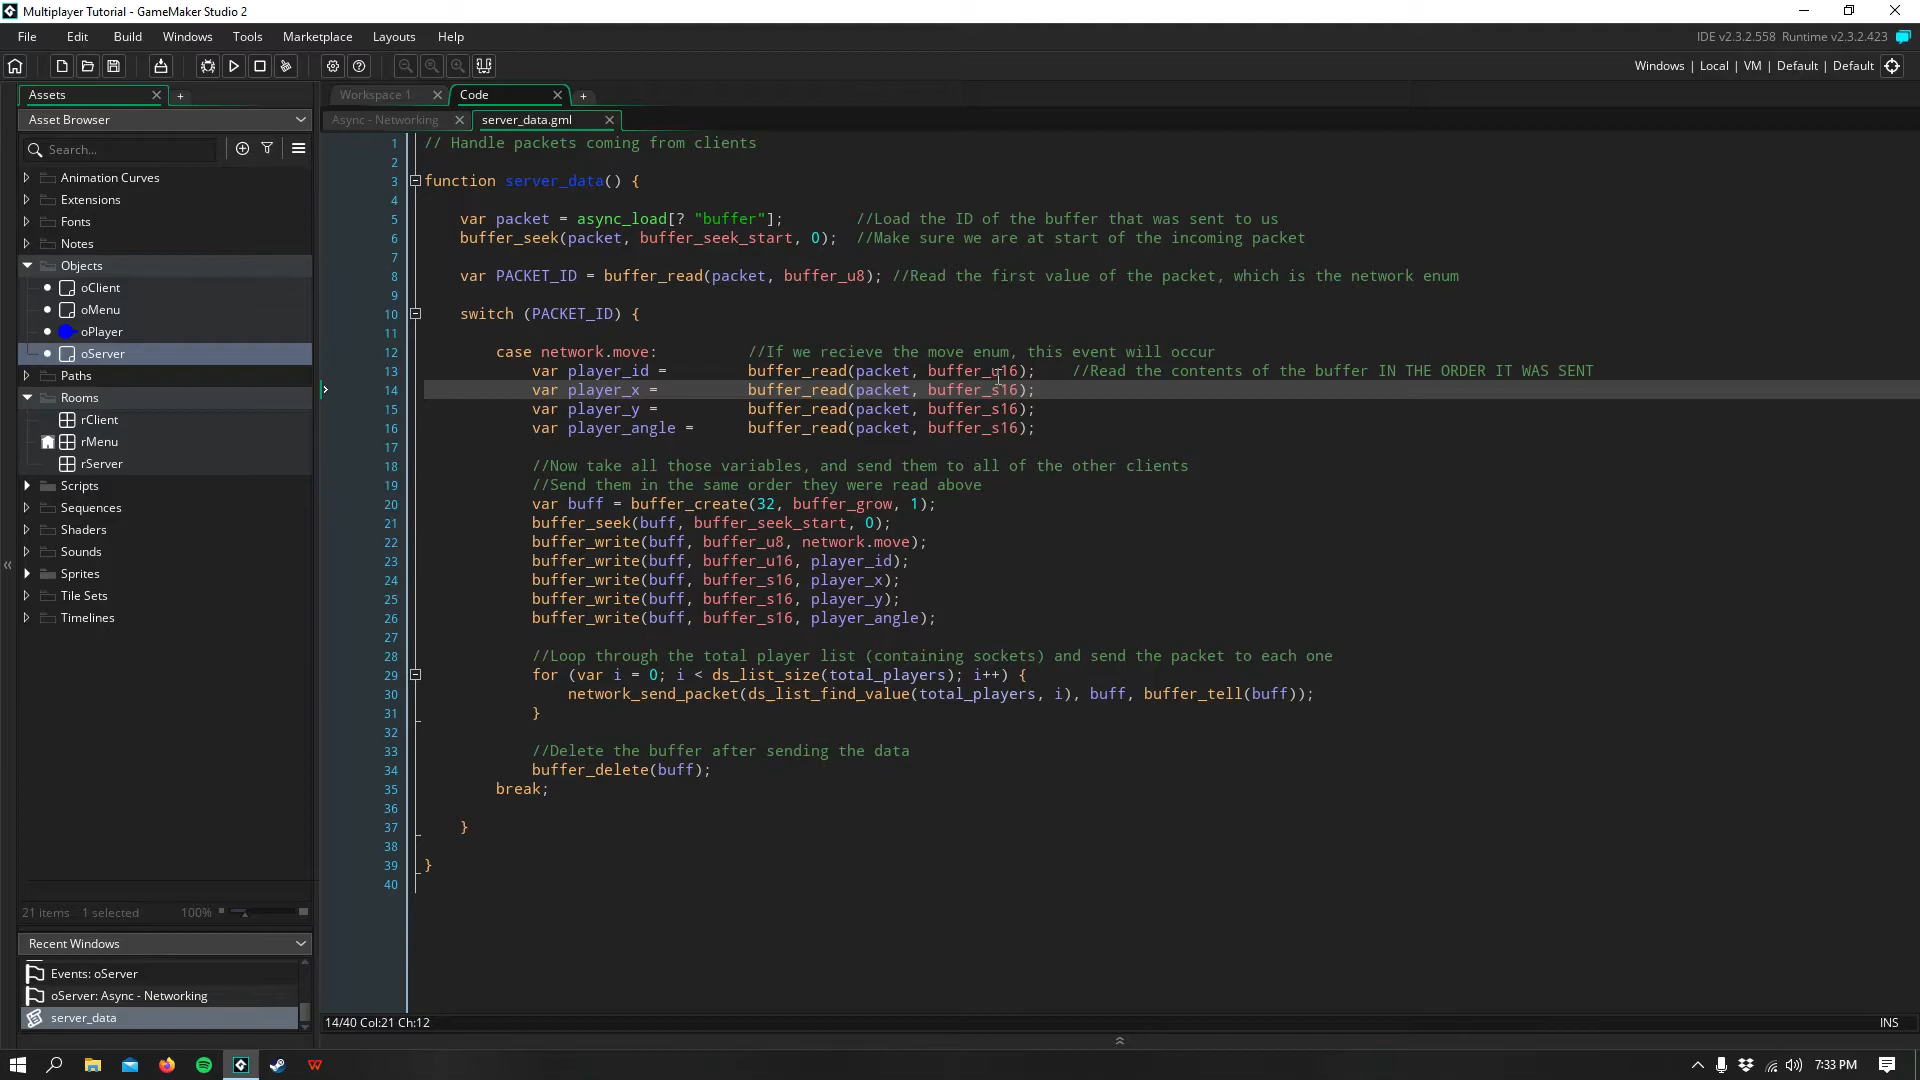 Multiplayer Tutorial - GameMaker Studio 2
File Edit Build Windows Tools Marketplace Layouts Help
IDE v2.3.2.558 Runtime v2.3.2.423
Windows | Local | VM | Default | Default
Assets
Workspace 1
Code
Asset Browser
Async - Networking
server_data.gml
Search...
Animation Curves
Extensions
Fonts
Notes
Objects
oClient
oMenu
oPlayer
oServer
Paths
Rooms
rClient
rMenu
rServer
Scripts
Sequences
Shaders
Sounds
Sprites
Tile Sets
Timelines
21 items 1 selected 100%
Recent Windows
Events: oServer
oServer: Async - Networking
server_data
1 // Handle packets coming from clients
2
3 function server_data() {
4
5 var packet = async_load[? "buffer"]; //Load the ID of the buffer that was sent to us
6 buffer_seek(packet, buffer_seek_start, 0); //Make sure we are at start of the incoming packet
7
8 var PACKET_ID = buffer_read(packet, buffer_u8); //Read the first value of the packet, which is the network enum
9
10 switch (PACKET_ID) {
11
12 case network.move: //If we recieve the move enum, this event will occur
13 var player_id = buffer_read(packet, buffer_u16); //Read the contents of the buffer IN THE ORDER IT WAS SENT
14 var player_x = buffer_read(packet, buffer_s16);
15 var player_y = buffer_read(packet, buffer_s16);
16 var player_angle = buffer_read(packet, buffer_s16);
17
18 //Now take all those variables, and send them to all of the other clients
19 //Send them in the same order they were read above
20 var buff = buffer_create(32, buffer_grow, 1);
21 buffer_seek(buff, buffer_seek_start, 0);
22 buffer_write(buff, buffer_u8, network.move);
23 buffer_write(buff, buffer_u16, player_id);
24 buffer_write(buff, buffer_s16, player_x);
25 buffer_write(buff, buffer_s16, player_y);
26 buffer_write(buff, buffer_s16, player_angle);
27
28 //Loop through the total player list (containing sockets) and send the packet to each one
29 for (var i = 0; i < ds_list_size(total_players); i++) {
30 network_send_packet(ds_list_find_value(total_players, i), buff, buffer_tell(buff));
31 }
32
33 //Delete the buffer after sending the data
34 buffer_delete(buff);
35 break;
36
37 }
38
39 }
40
14/40 Col:21 Ch:12
INS
7:33 PM